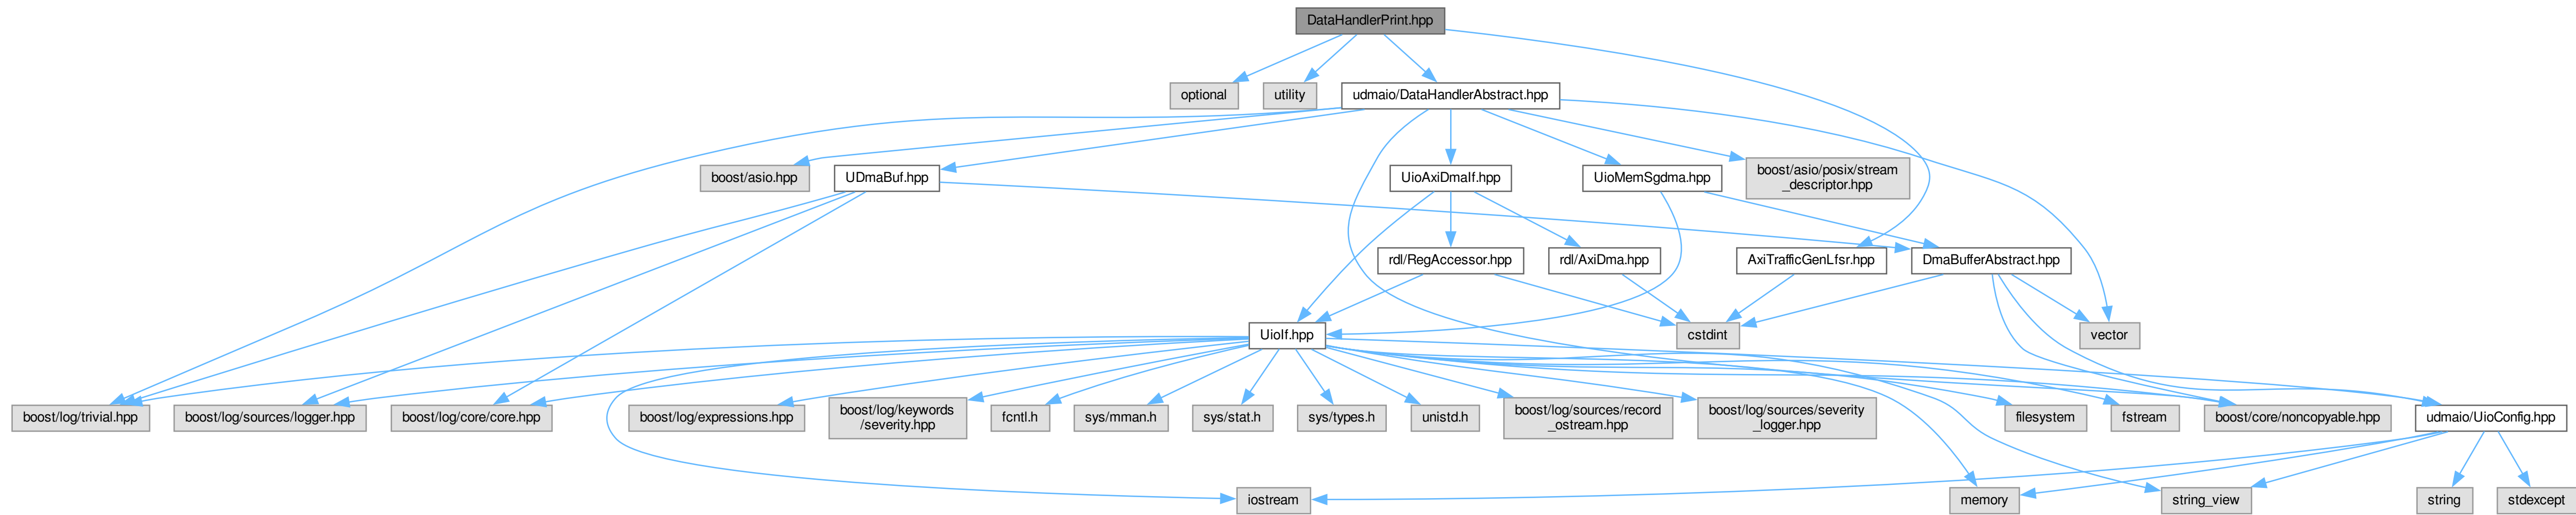 DataHandlerPrint.hpp
optional
utility
udmaio/DataHandlerAbstract.hpp
boost/asio.hpp
UDmaBuf.hpp
UioAxiDmaIf.hpp
UioMemSgdma.hpp
boost/asio/posix/stream
_descriptor.hpp
rdl/RegAccessor.hpp
rdl/AxiDma.hpp
AxiTrafficGenLfsr.hpp
DmaBufferAbstract.hpp
UioIf.hpp
cstdint
vector
boost/log/trivial.hpp
boost/log/sources/logger.hpp
boost/log/core/core.hpp
boost/log/expressions.hpp
boost/log/keywords
/severity.hpp
fcntl.h
sys/mman.h
sys/stat.h
sys/types.h
unistd.h
boost/log/sources/record
_ostream.hpp
boost/log/sources/severity
_logger.hpp
filesystem
fstream
boost/core/noncopyable.hpp
udmaio/UioConfig.hpp
iostream
memory
string_view
string
stdexcept